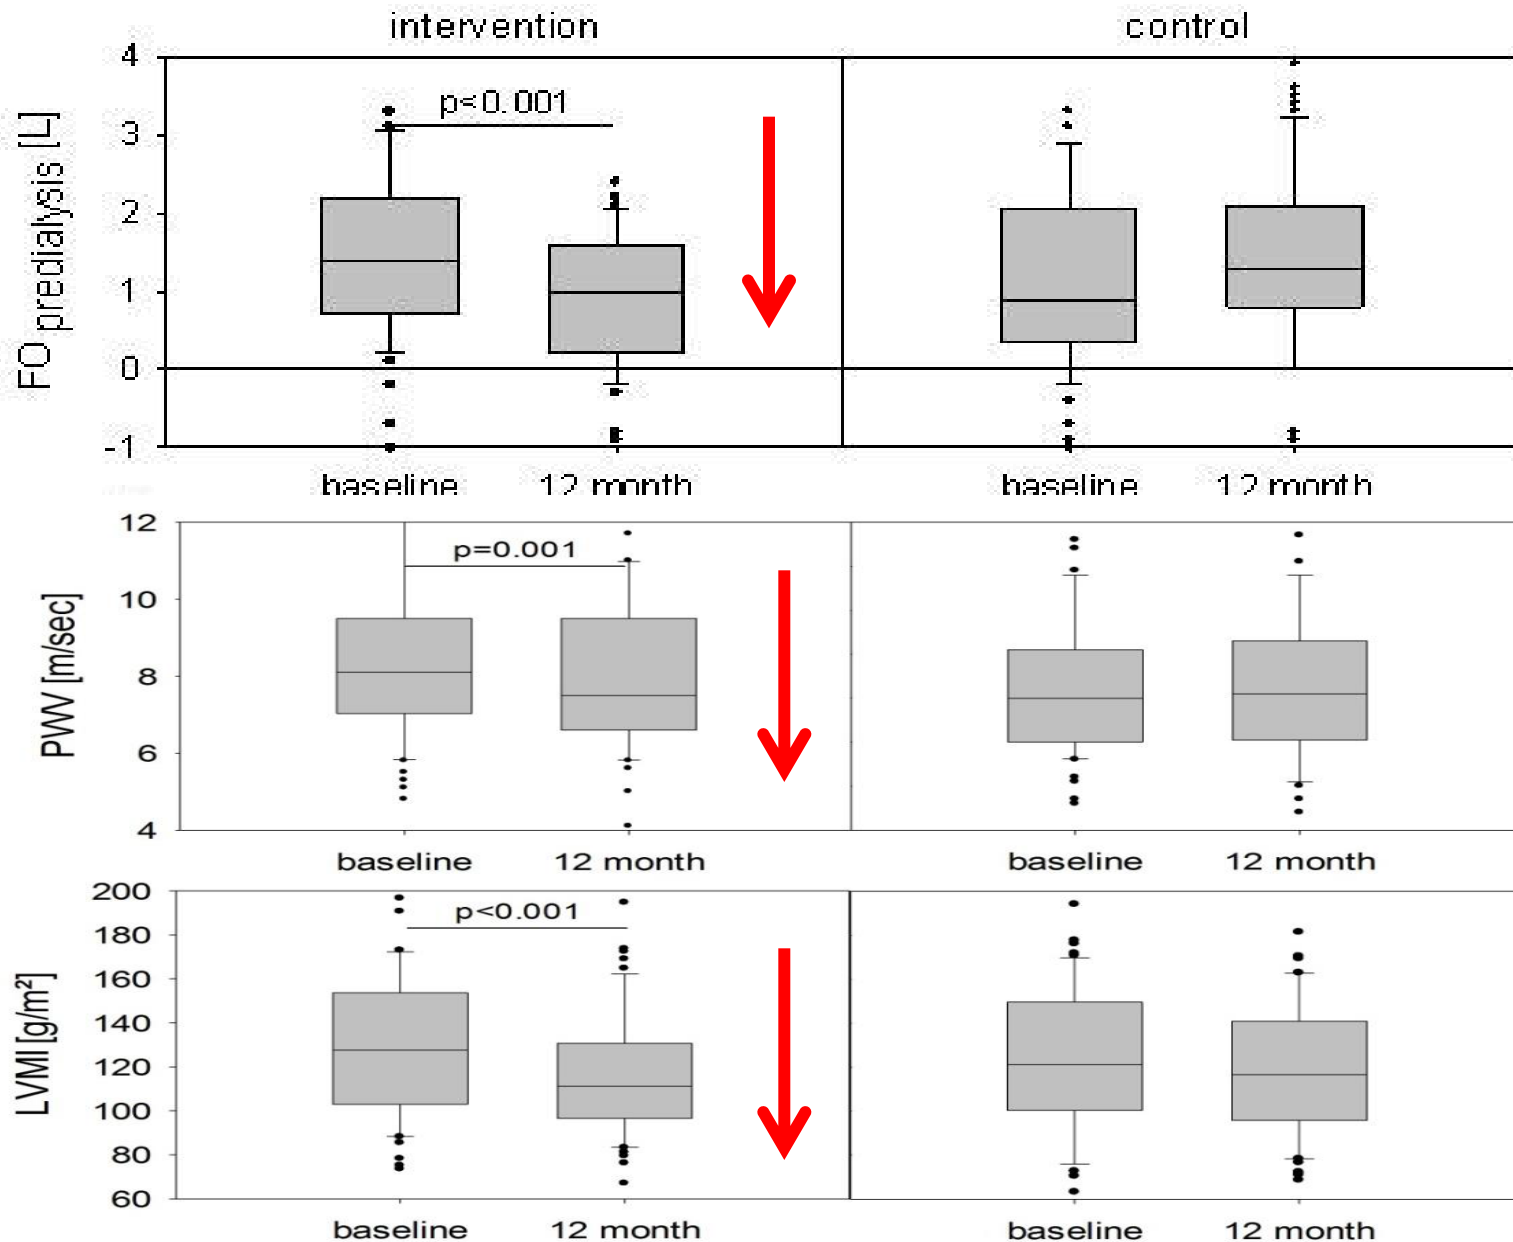 intervention control
4
3
2
1
0
-1
FO predialysis [L]
p<0.001
baseline 12 month baseline 12 month
12
10
8
6
4
PWV [m/sec]
p=0.001
baseline 12 month baseline 12 month
200
180
160
140
120
100
80
60
LVMI [g/m²]
p<0.001
baseline 12 month baseline 12 month